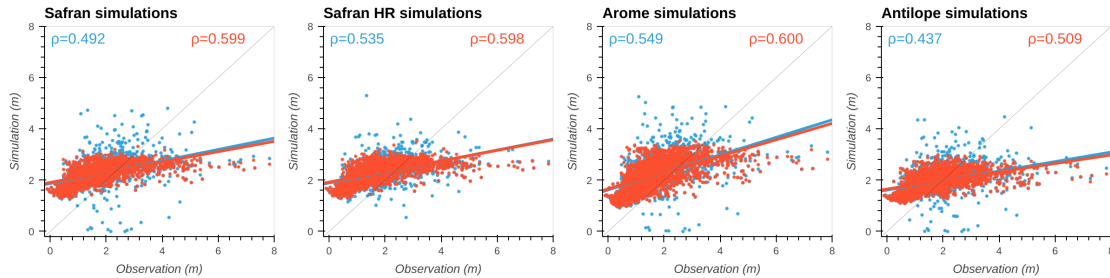 Safran simulations
ρ=0.492 ρ=0.599
8
6
4
2
0
Simulation (m)
0 2 4 6 8
Observation (m)
Safran HR simulations
ρ=0.535 ρ=0.598
8
6
4
2
0
Simulation (m)
0 2 4 6 8
Observation (m)
Arome simulations
ρ=0.549 ρ=0.600
8
6
4
2
0
Simulation (m)
0 2 4 6 8
Observation (m)
Antilope simulations
ρ=0.437 ρ=0.509
8
6
4
2
0
Simulation (m)
0 2 4 6 8
Observation (m)